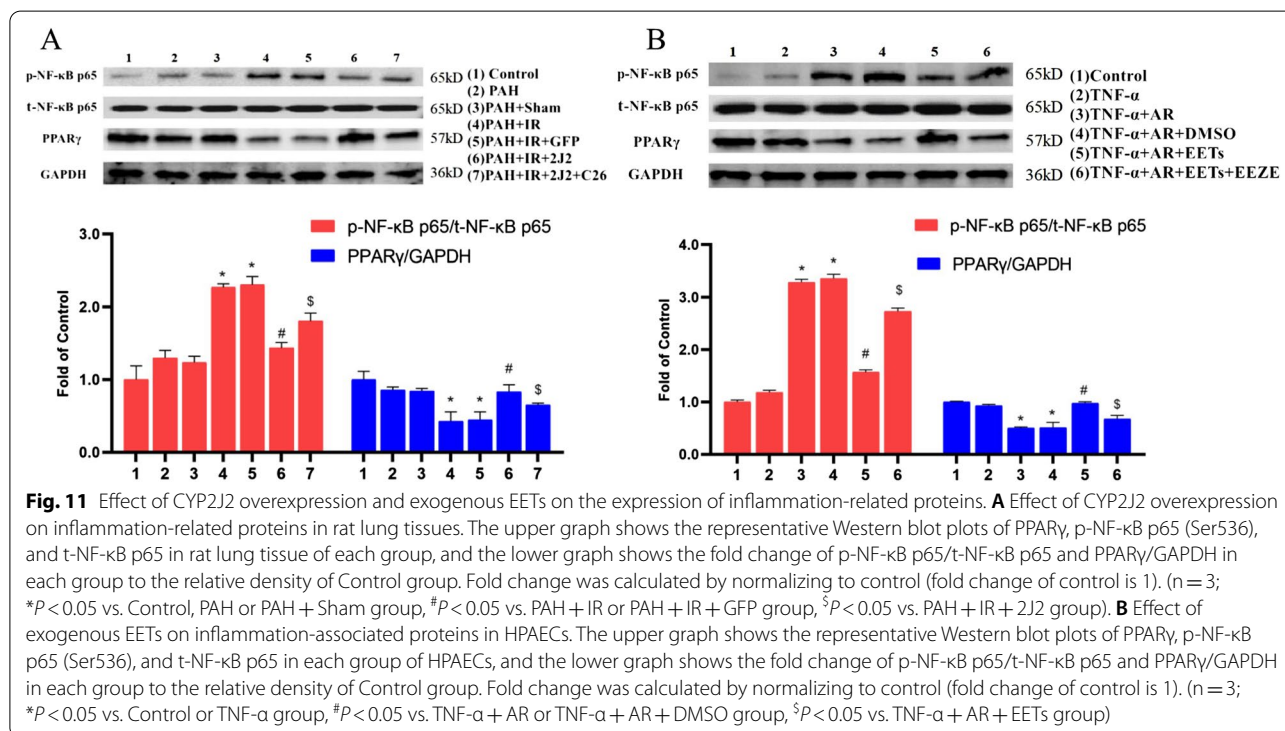 A
1 2 3 4 5 6 7
p-NF-κB p65 65kD
t-NF-κB p65 65kD
PPARγ 57kD
GAPDH 36kD
(1) Control
(2) PAH
(3)PAH+Sham
(4)PAH+IR
(5)PAH+IR+GFP
(6)PAH+IR+2J2
(7)PAH+IR+2J2+C26
B
1 2 3 4 5 6
p-NF-κB p65 65kD
t-NF-κB p65 65kD
PPARγ 57kD
GAPDH 36kD
(1)Control
(2)TNF-α
(3)TNF-α+AR
(4)TNF-α+AR+DMSO
(5)TNF-α+AR+EETs
(6)TNF-α+AR+EETs+EEZE
p-NF-κB p65/t-NF-κB p65
PPARγ/GAPDH
Fold of Control
3.0
2.0
1.0
0.0
* * # $ * * # $
1 2 3 4 5 6 7 1 2 3 4 5 6 7
p-NF-κB p65/t-NF-κB p65
PPARγ/GAPDH
Fold of Control
4.0
3.0
2.0
1.0
0.0
* * # $ * * # $
1 2 3 4 5 6 1 2 3 4 5 6
Fig. 11 Effect of CYP2J2 overexpression and exogenous EETs on the expression of inflammation-related proteins. A Effect of CYP2J2 overexpression
on inflammation-related proteins in rat lung tissues. The upper graph shows the representative Western blot plots of PPARγ, p-NF-κB p65 (Ser536),
and t-NF-κB p65 in rat lung tissue of each group, and the lower graph shows the fold change of p-NF-κB p65/t-NF-κB p65 and PPARγ/GAPDH in
each group to the relative density of Control group. Fold change was calculated by normalizing to control (fold change of control is 1). (n = 3;
*P < 0.05 vs. Control, PAH or PAH + Sham group, #P < 0.05 vs. PAH + IR or PAH + IR + GFP group, $P < 0.05 vs. PAH + IR + 2J2 group). B Effect of
exogenous EETs on inflammation-associated proteins in HPAECs. The upper graph shows the representative Western blot plots of PPARγ, p-NF-κB
p65 (Ser536), and t-NF-κB p65 in each group of HPAECs, and the lower graph shows the fold change of p-NF-κB p65/t-NF-κB p65 and PPARγ/GAPDH
in each group to the relative density of Control group. Fold change was calculated by normalizing to control (fold change of control is 1). (n = 3;
*P < 0.05 vs. Control or TNF-α group, #P < 0.05 vs. TNF-α + AR or TNF-α + AR + DMSO group, $P < 0.05 vs. TNF-α + AR + EETs group)